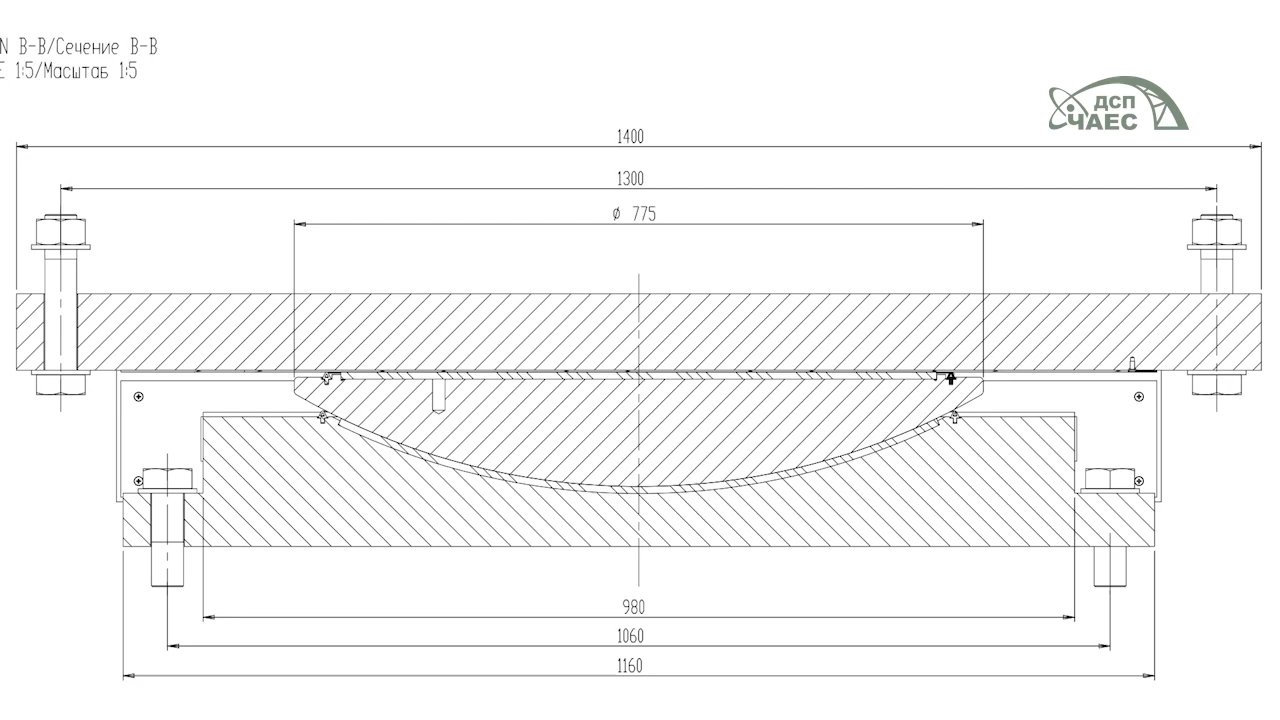 N B-B/Сечение B-B
E 1:5/Масштаб 1:5
ДСП
ЧАЕС
1400
1300
ø 775
980
1060
1160